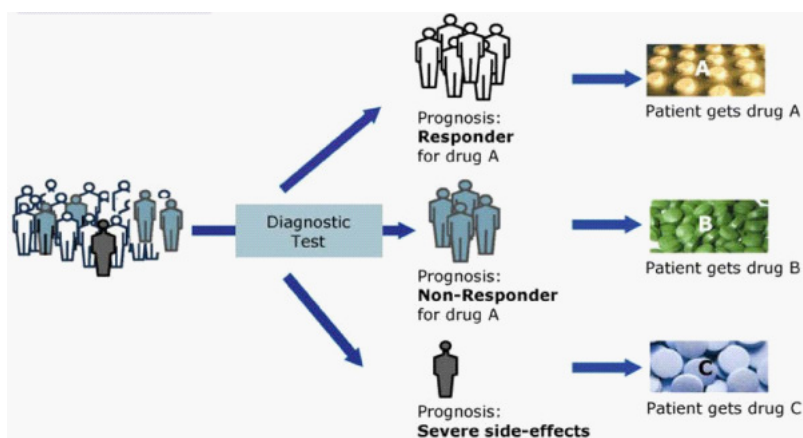 Prognosis:
Responder
for drug A
A
Patient gets drug A
Diagnostic
Test
Prognosis:
Non-Responder
for drug A
B
Patient gets drug B
Prognosis:
Severe side-effects
C
Patient gets drug C